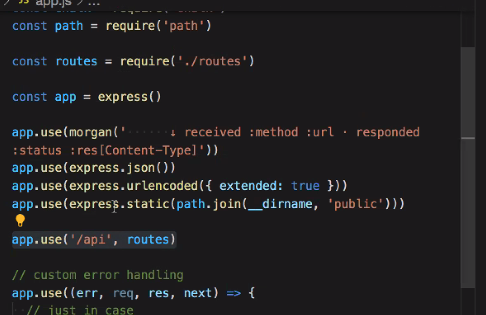 JS app.js / ...
const path = require('path')
const routes = require('./routes')
const app = express()
app.use(morgan('······↓ received :method :url · responded
:status :res[Content-Type]'))
app.use(express.json())
app.use(express.urlencoded({ extended: true }))
app.use(express.static(path.join(__dirname, 'public')))
app.use('/api', routes)
// custom error handling
app.use((err, req, res, next) => {
// just in case